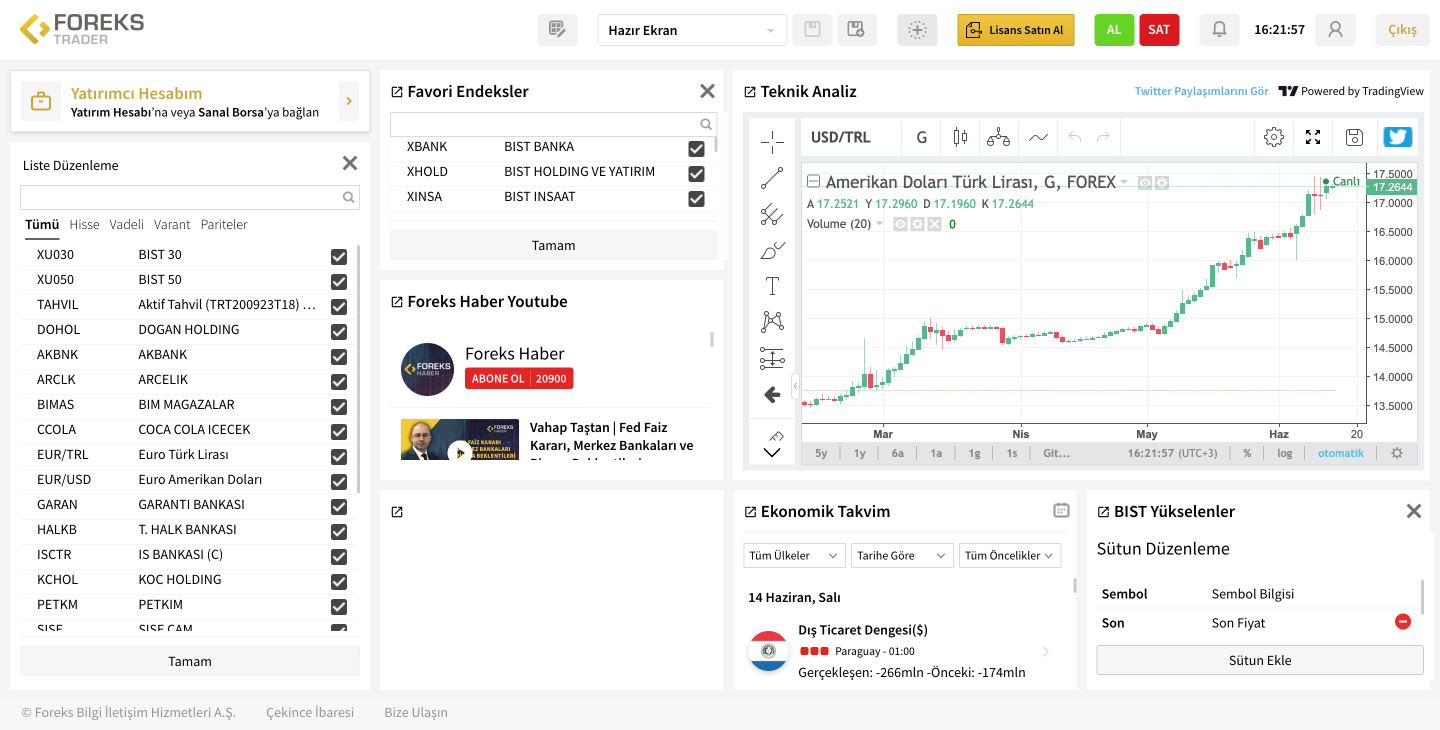 FOREKS
TRADER
Hazır Ekran
Lisans Satın Al
AL
SAT
16:21:57
Çıkış
Yatırımcı Hesabım
Yatırım Hesabı'na veya Sanal Borsa'ya bağlan
Liste Düzenleme
Tümü Hisse Vadeli Varant Pariteler
XU030 BIST 30
XU050 BIST 50
TAHVIL Aktif Tahvil (TRT200923T18) ...
DOHOL DOGAN HOLDING
AKBNK AKBANK
ARCLK ARCELIK
BIMAS BIM MAGAZALAR
CCOLA COCA COLA ICECEK
EUR/TRL Euro Türk Lirası
EUR/USD Euro Amerikan Doları
GARAN GARANTI BANKASI
HALKB T. HALK BANKASI
ISCTR IS BANKASI (C)
KCHOL KOC HOLDING
PETKM PETKIM
SISE SISE CAM
Tamam
Favori Endeksler
XBANK BIST BANKA
XHOLD BIST HOLDING VE YATIRIM
XINSA BIST INSAAT
Tamam
Foreks Haber Youtube
FOREKS
HABER
Foreks Haber
ABONE OL 20900
FOREKS
FAİZ KARARI
MERKEZ BANKALARI
BEKLENTİLERİ
Vahap Taştan | Fed Faiz
Kararı, Merkez Bankaları ve
Teknik Analiz
Twitter Paylaşımlarını Gör
Powered by TradingView
USD/TRL
G
Amerikan Doları Türk Lirası, G, FOREX
Canlı
A 17.2521 Y 17.2960 D 17.1960 K 17.2644
Volume (20) 0
17.5000
17.2644
17.0000
16.5000
16.0000
15.5000
15.0000
14.5000
14.0000
13.5000
Mar Nis May Haz 20
5y 1y 6a 1a 1g 1s Git... 16:21:57 (UTC+3) % log otomatik
Ekonomik Takvim
Tüm Ülkeler Tarihe Göre Tüm Öncelikler
14 Haziran, Salı
Dış Ticaret Dengesi($)
Paraguay - 01:00
Gerçekleşen: -266mln -Önceki: -174mln
BIST Yükselenler
Sütun Düzenleme
Sembol Sembol Bilgisi
Son Son Fiyat
Sütun Ekle
© Foreks Bilgi İletişim Hizmetleri A.Ş. Çekince İbaresi Bize Ulaşın